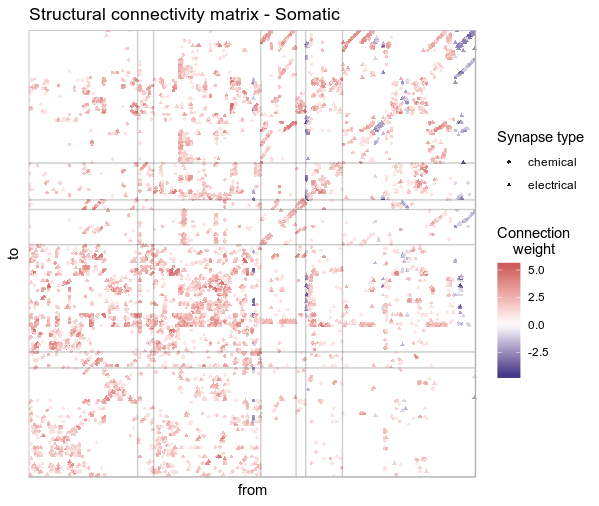 Structural connectivity matrix - Somatic
to
from
Synapse type
chemical
electrical
Connection
weight
5.0
2.5
0.0
-2.5